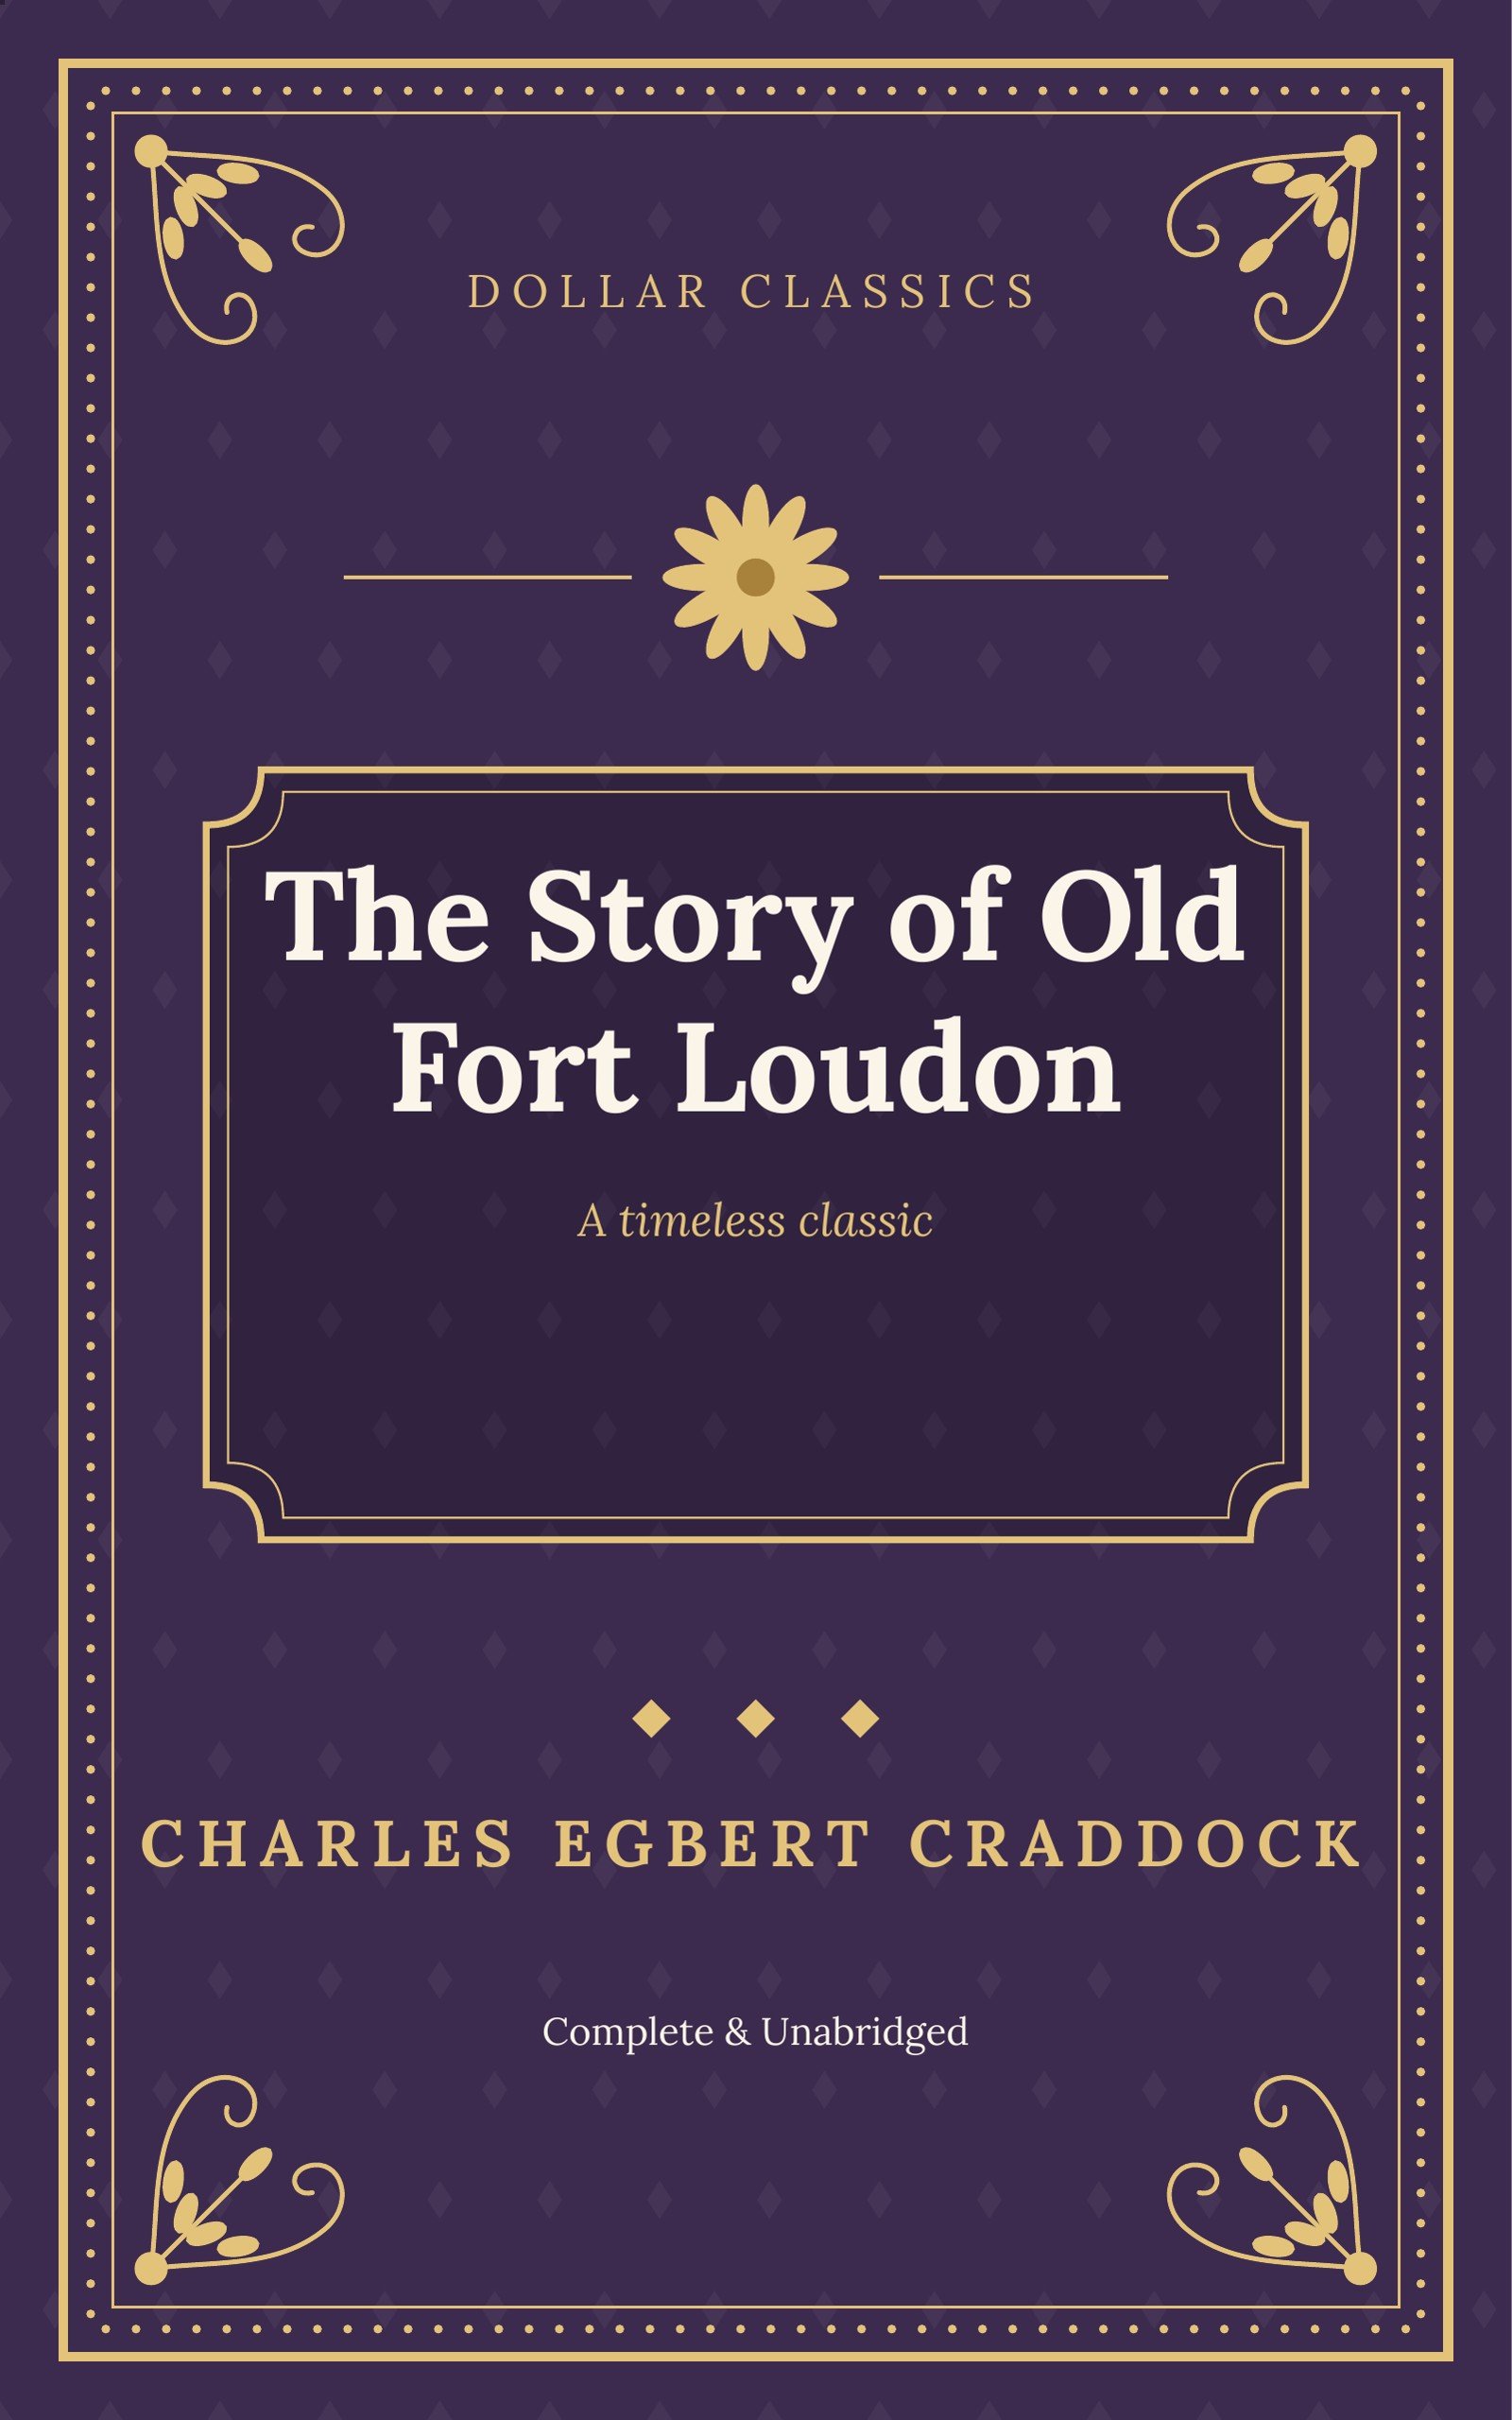 DOLLAR CLASSICS
The Story of Old
Fort Loudon
A timeless classic
CHARLES EGBERT CRADDOCK
Complete & Unabridged